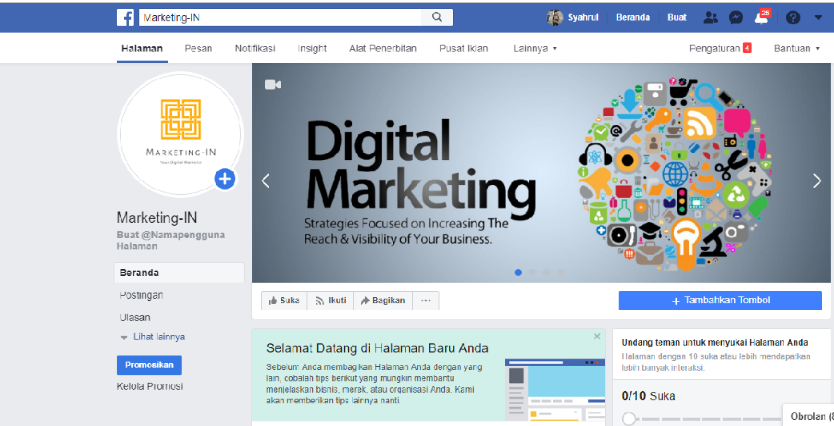 Marketing-IN
Syahrul Beranda Buat 26
Halaman Pesan Notifikasi Insight Alat Penerbitan Pusat Iklan Lainnya Pengaturan 4 Bantuan
MARKETING-IN
Your Digital Marketer
Digital
Marketing
Strategies Focused on Increasing The
Reach & Visibility of Your Business.
Marketing-IN
Buat @Namapengguna
Halaman
Beranda
Postingan
Ulasan
Lihat lainnya
Promosikan
Kelola Promosi
Suka Ikuti Bagikan ...
+ Tambahkan Tombol
Selamat Datang di Halaman Baru Anda
Sebelum Anda membagikan Halaman Anda dengan yang
lain, cobalah tips berikut yang mungkin membantu
menjelaskan bisnis, merek, atau organisasi Anda. Kami
akan memberikan tips lainnya nanti.
Undang teman untuk menyukai Halaman Anda
Halaman dengan 10 suka atau lebih mendapatkan
lebih banyak interaksi.
0/10 Suka
Obrolan (8